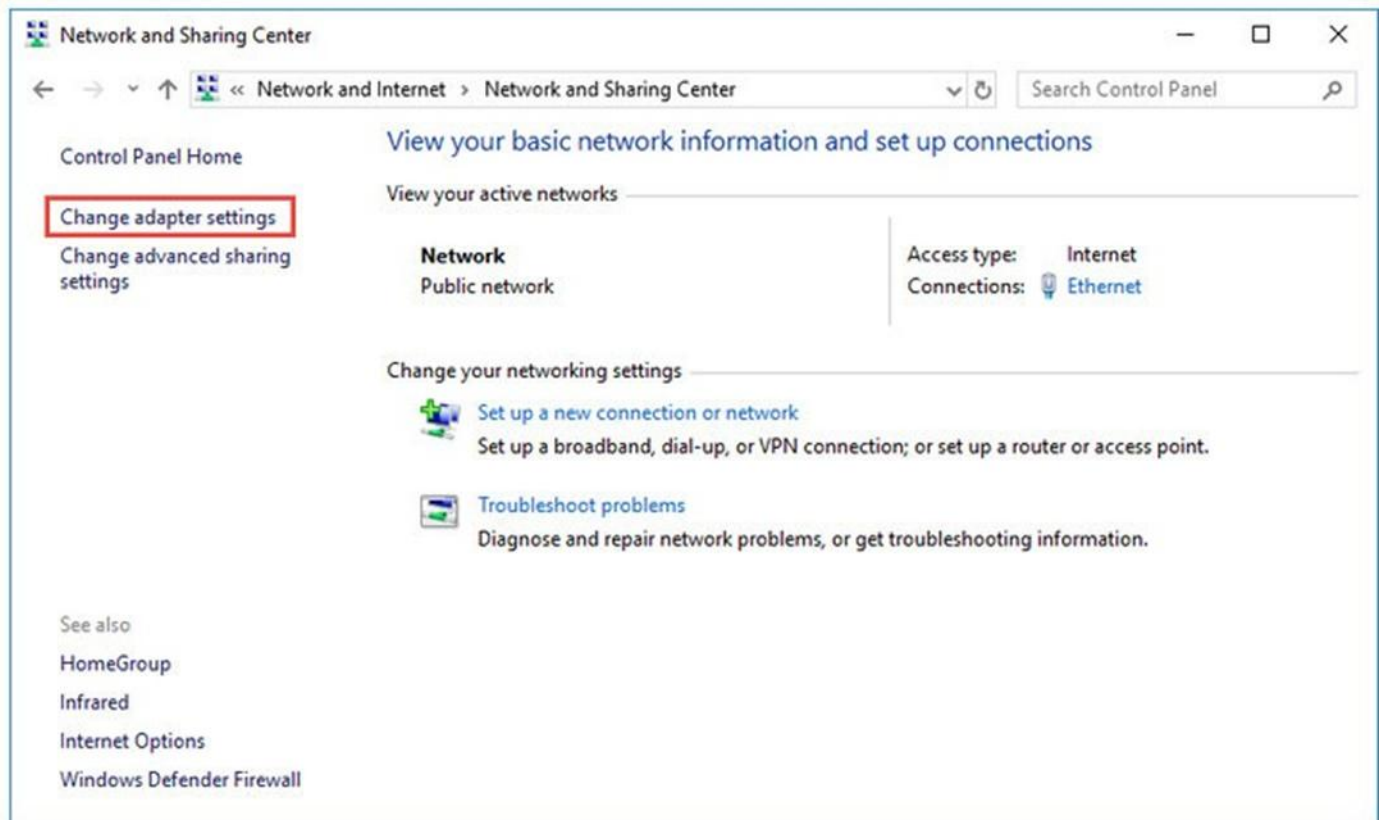 Network and Sharing Center
« Network and Internet › Network and Sharing Center
Search Control Panel
Control Panel Home
Change adapter settings
Change advanced sharing
settings
View your basic network information and set up connections
View your active networks
Network
Public network
Access type: Internet
Connections: Ethernet
Change your networking settings
Set up a new connection or network
Set up a broadband, dial-up, or VPN connection; or set up a router or access point.
Troubleshoot problems
Diagnose and repair network problems, or get troubleshooting information.
See also
HomeGroup
Infrared
Internet Options
Windows Defender Firewall